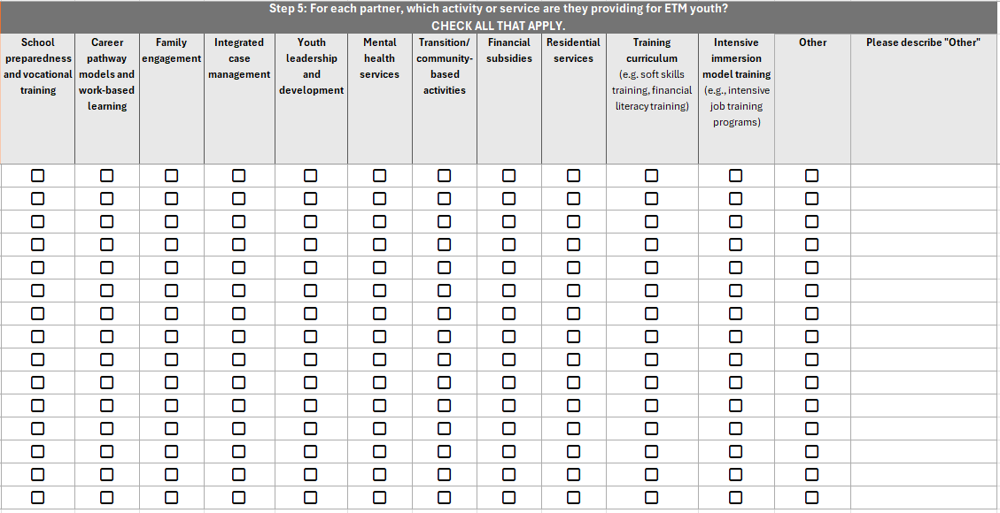 Step 5: For each partner, which activity or service are they providing for ETM youth?
CHECK ALL THAT APPLY.
School
preparedness
and vocational
training
Career
pathway
models and
work-based
learning
Family
engagement
Integrated
case
management
Youth
leadership
and
development
Mental
health
services
Transition/
community-
based
activities
Financial
subsidies
Residential
services
Training
curriculum
(e.g. soft skills
training, financial
literacy training)
Intensive
immersion
model training
(e.g., intensive
job training
programs)
Other
Please describe "Other"